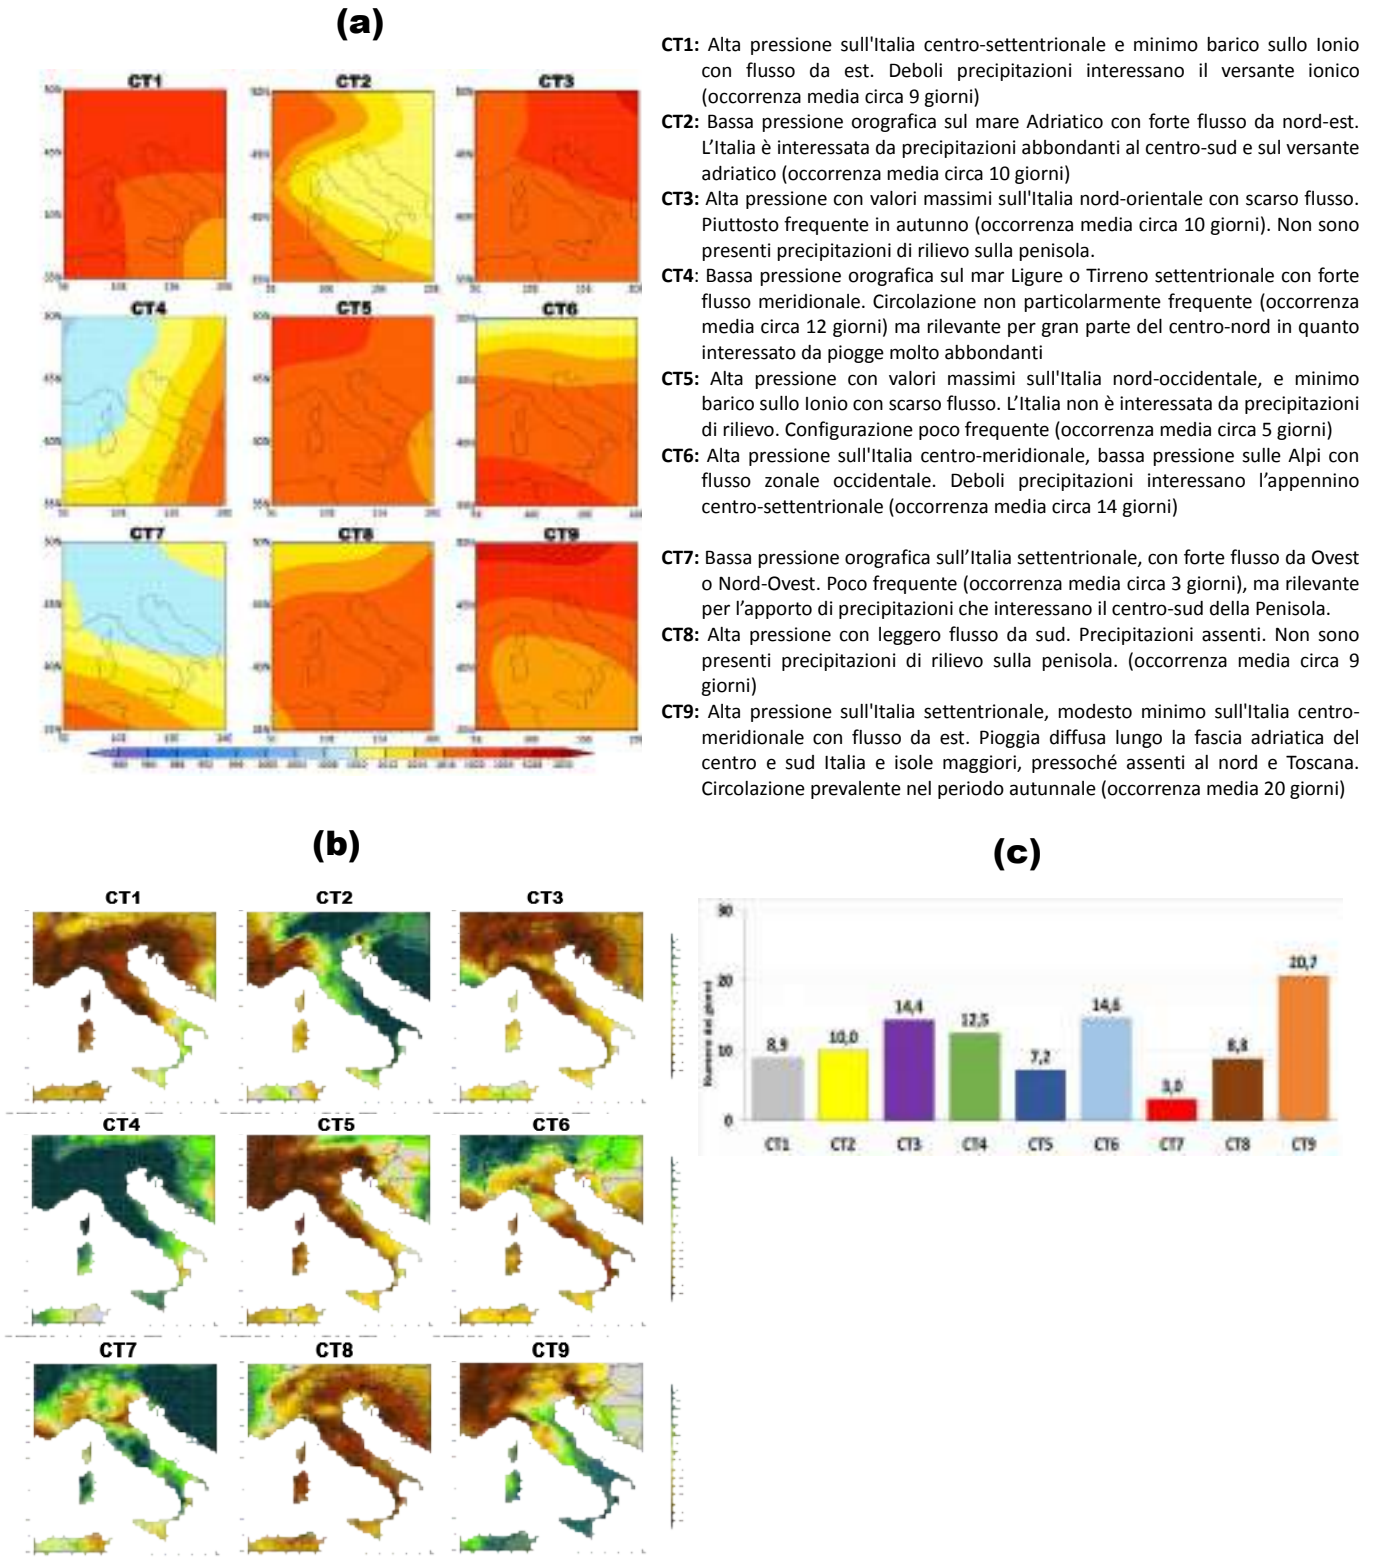 (a)
CT1: Alta pressione sull'Italia centro-settentrionale e minimo barico sullo Ionio
con flusso da est. Deboli precipitazioni interessano il versante ionico
(occorrenza media circa 9 giorni)
CT2: Bassa pressione orografica sul mare Adriatico con forte flusso da nord-est.
L’Italia è interessata da precipitazioni abbondanti al centro-sud e sul versante
adriatico (occorrenza media circa 10 giorni)
CT3: Alta pressione con valori massimi sull'Italia nord-orientale con scarso flusso.
Piuttosto frequente in autunno (occorrenza media circa 10 giorni). Non sono
presenti precipitazioni di rilievo sulla penisola.
CT4: Bassa pressione orografica sul mar Ligure o Tirreno settentrionale con forte
flusso meridionale. Circolazione non particolarmente frequente (occorrenza
media circa 12 giorni) ma rilevante per gran parte del centro-nord in quanto
interessato da piogge molto abbondanti
CT5: Alta pressione con valori massimi sull'Italia nord-occidentale, e minimo
barico sullo Ionio con scarso flusso. L’Italia non è interessata da precipitazioni
di rilievo. Configurazione poco frequente (occorrenza media circa 5 giorni)
CT6: Alta pressione sull'Italia centro-meridionale, bassa pressione sulle Alpi con
flusso zonale occidentale. Deboli precipitazioni interessano l’appennino
centro-settentrionale (occorrenza media circa 14 giorni)
CT7: Bassa pressione orografica sull’Italia settentrionale, con forte flusso da Ovest
o Nord-Ovest. Poco frequente (occorrenza media circa 3 giorni), ma rilevante
per l’apporto di precipitazioni che interessano il centro-sud della Penisola.
CT8: Alta pressione con leggero flusso da sud. Precipitazioni assenti. Non sono
presenti precipitazioni di rilievo sulla penisola. (occorrenza media circa 9
giorni)
CT9: Alta pressione sull'Italia settentrionale, modesto minimo sull'Italia centro-
meridionale con flusso da est. Pioggia diffusa lungo la fascia adriatica del
centro e sud Italia e isole maggiori, pressoché assenti al nord e Toscana.
Circolazione prevalente nel periodo autunnale (occorrenza media 20 giorni)
CT1 CT2 CT3
CT4 CT5 CT6
CT7 CT8 CT9
(b)
CT1 CT2 CT3
CT4 CT5 CT6
CT7 CT8 CT9
(c)
Numero dei giorni
30
20
10
0
8,9 10,0 14,4 12,5 7,2 14,6 3,0 8,8 20,7
CT1 CT2 CT3 CT4 CT5 CT6 CT7 CT8 CT9